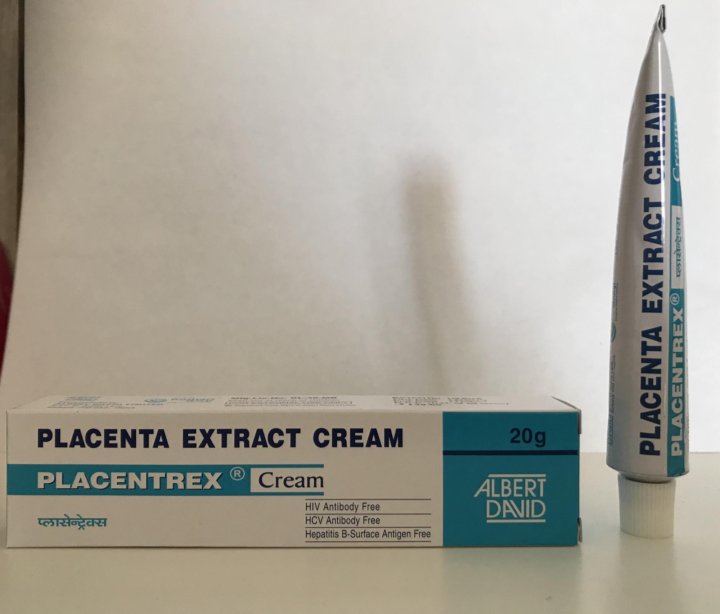 PLACENTA EXTRACT CREAM
20g
PLACENTREX® Cream
प्लासेन्ट्रेक्स
HIV Antibody Free
HCV Antibody Free
Hepatitis B-Surface Antigen Free
ALBERT
DAVID
PLACENTA EXTRACT CREAM
PLACENTREX® प्लासेन्ट्रेक्स Cream